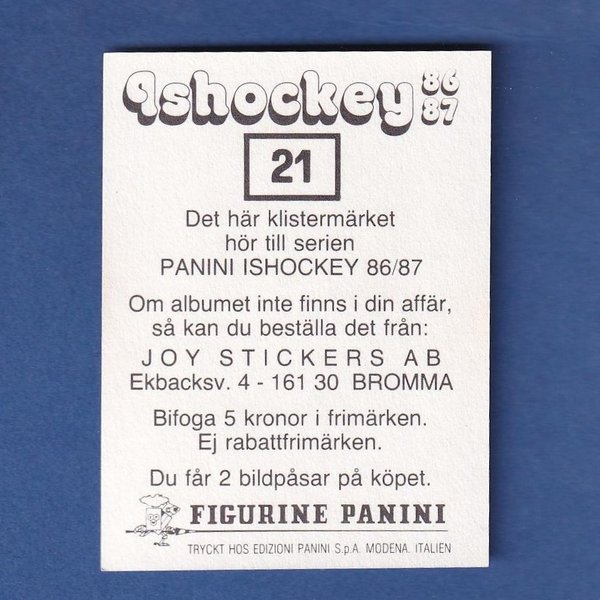 Ishockey 86
87
21
Det här klistermärket
hör till serien
PANINI ISHOCKEY 86/87
Om albumet inte finns i din affär,
så kan du beställa det från:
JOY STICKERS AB
Ekbacksv. 4 - 161 30 BROMMA
Bifoga 5 kronor i frimärken.
Ej rabattfrimärken.
Du får 2 bildpåsar på köpet.
FIGURINE PANINI
TRYCKT HOS EDIZIONI PANINI S.p.A. MODENA. ITALIEN